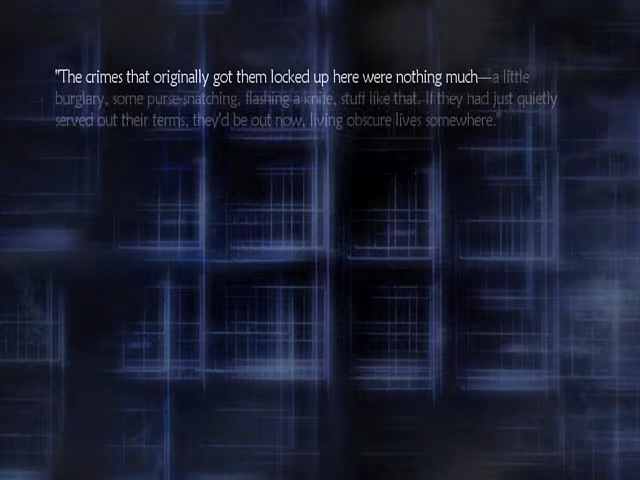 "The crimes that originally got them locked up here were nothing much—a little
burglary, some purse-snatching, flashing a knife, stuff like that. If they had just quietly
served out their terms, they'd be out now, living obscure lives somewhere."